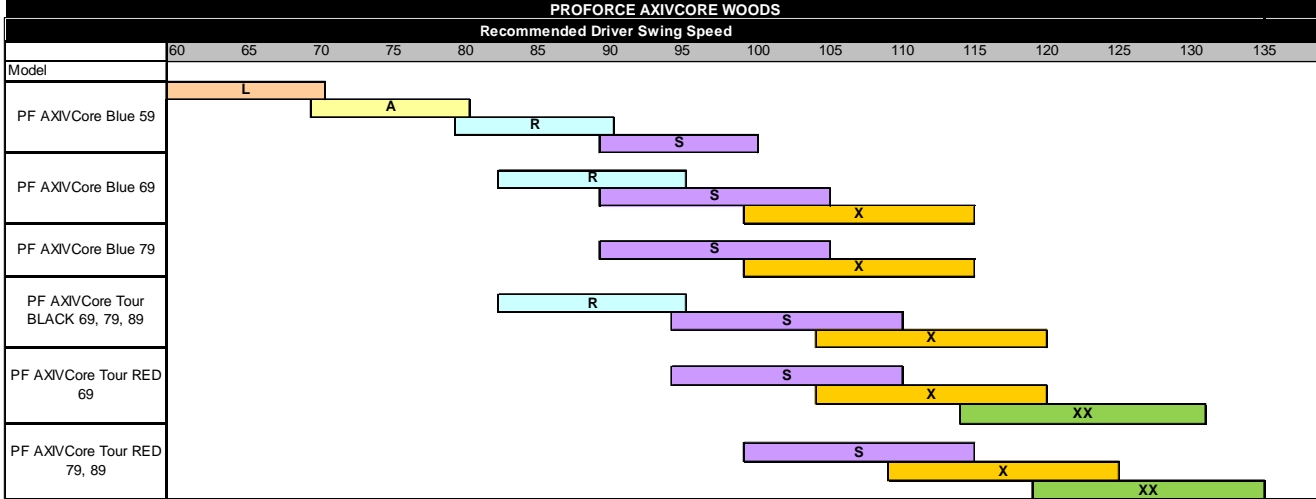 PROFORCE AXIVCORE WOODS
Recommended Driver Swing Speed
60 65 70 75 80 85 90 95 100 105 110 115 120 125 130 135
Model
PF AXIVCore Blue 59
L
A
R
S
PF AXIVCore Blue 69
R
S
X
PF AXIVCore Blue 79
S
X
PF AXIVCore Tour
BLACK 69, 79, 89
R
S
X
PF AXIVCore Tour RED
69
S
X
XX
PF AXIVCore Tour RED
79, 89
S
X
XX